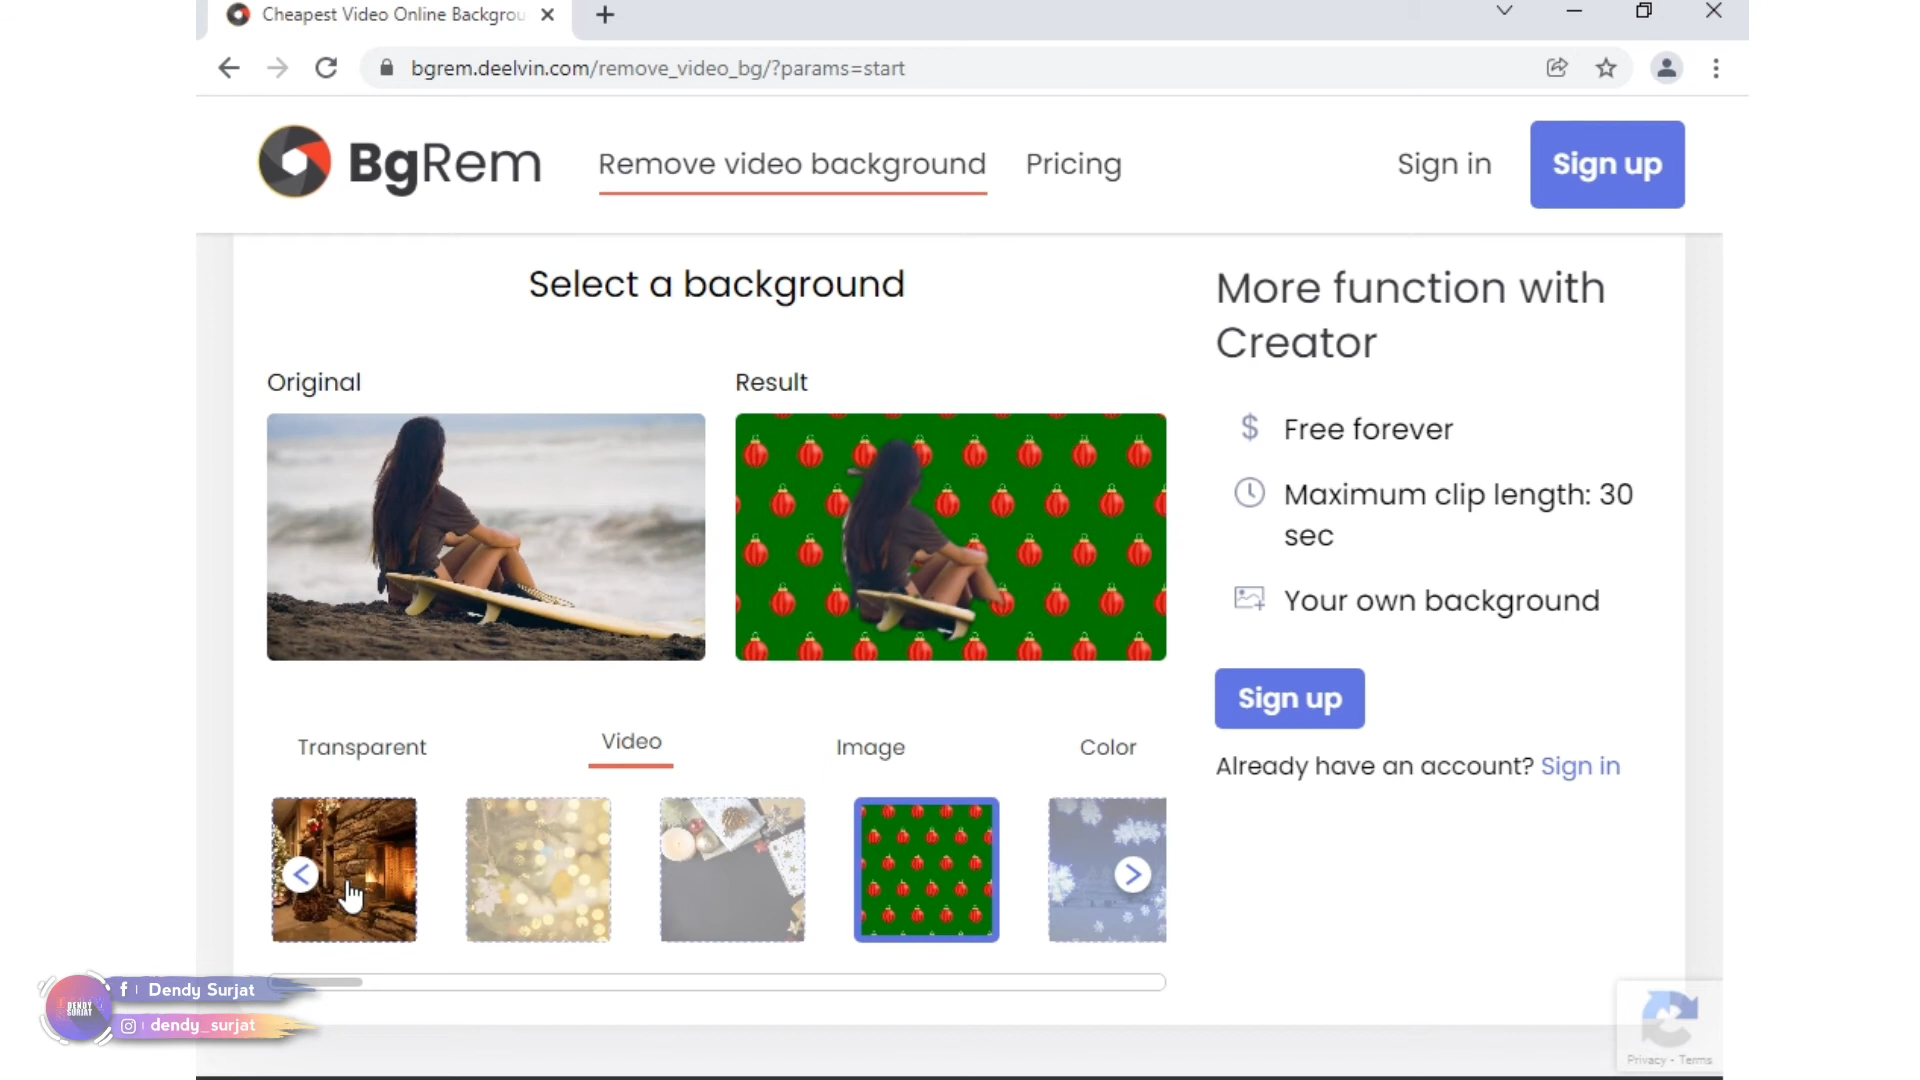 Cheapest Video Online Backgrou
bgrem.deelvin.com/remove_video_bg/?params=start
BgRem
Remove video background
Pricing
Sign in
Sign up
Select a background
Original
Result
Transparent
Video
Image
Color
More function with
Creator
$ Free forever
Maximum clip length: 30
sec
Your own background
Sign up
Already have an account? Sign in
DENDY
SURJAT
f | Dendy Surjat
dendy_surjat
Privacy - Terms